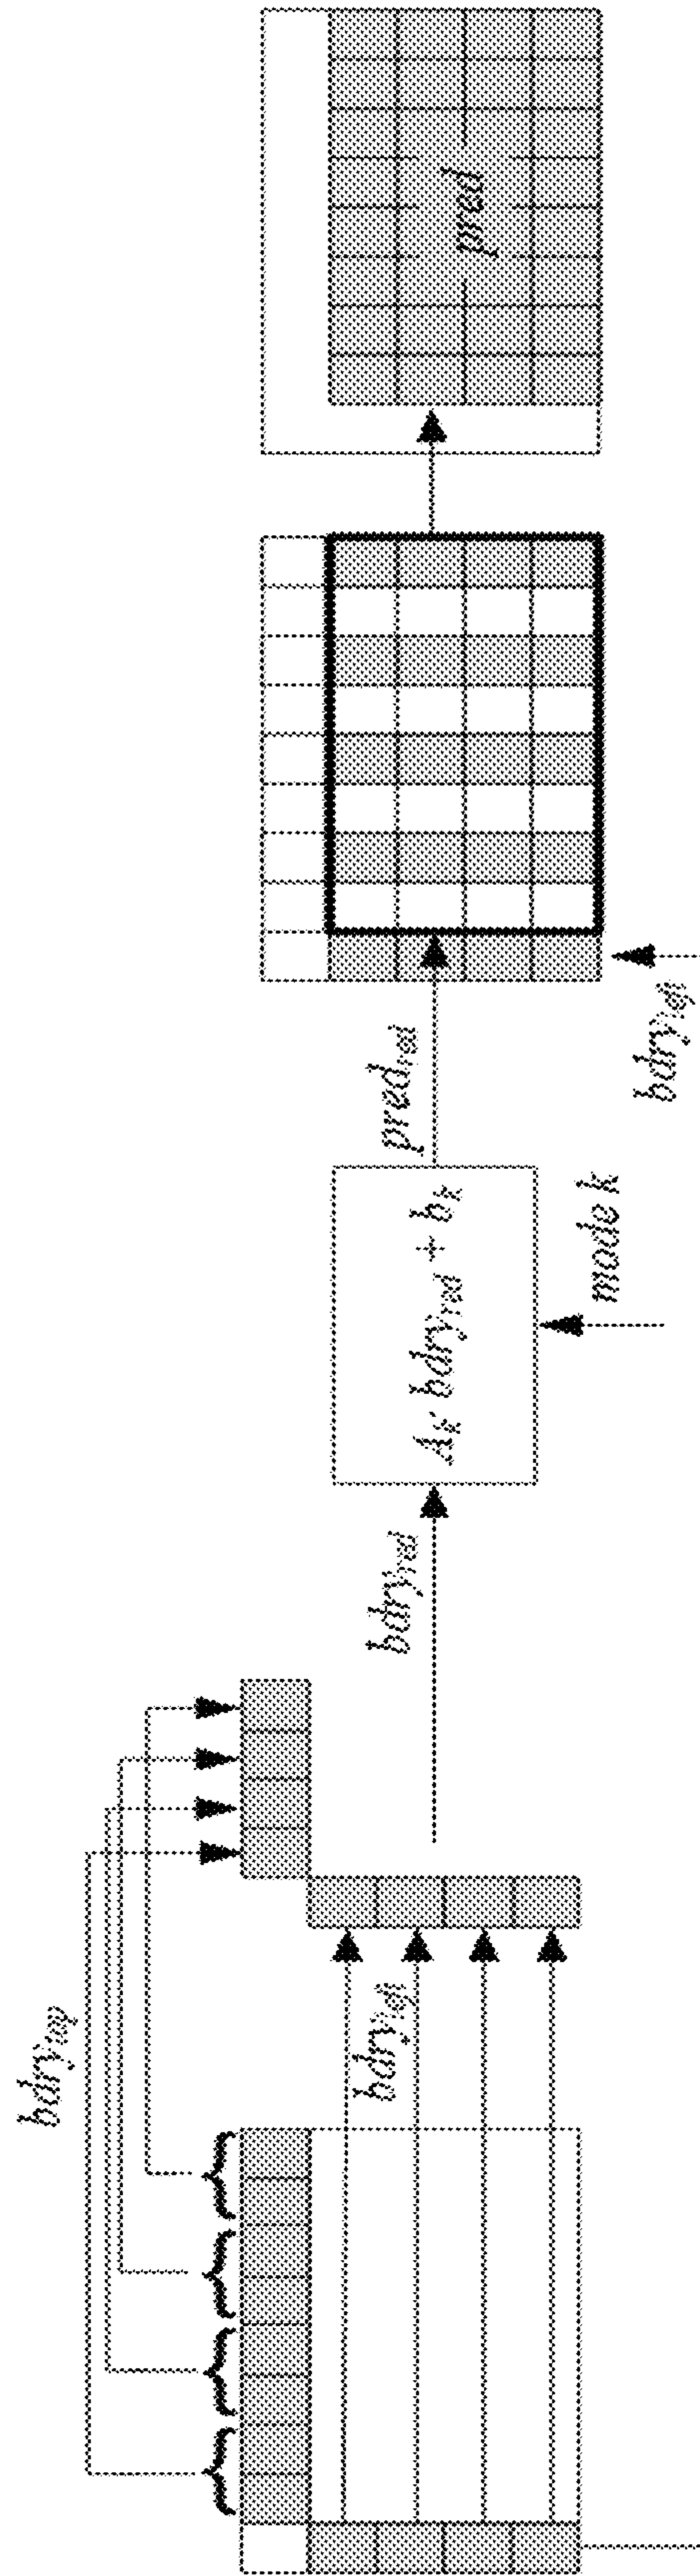 bdry_top
bdry_left
bdry_red
A_k · bdry_red + b_k
mode k
pred_red
bdry_left
pred